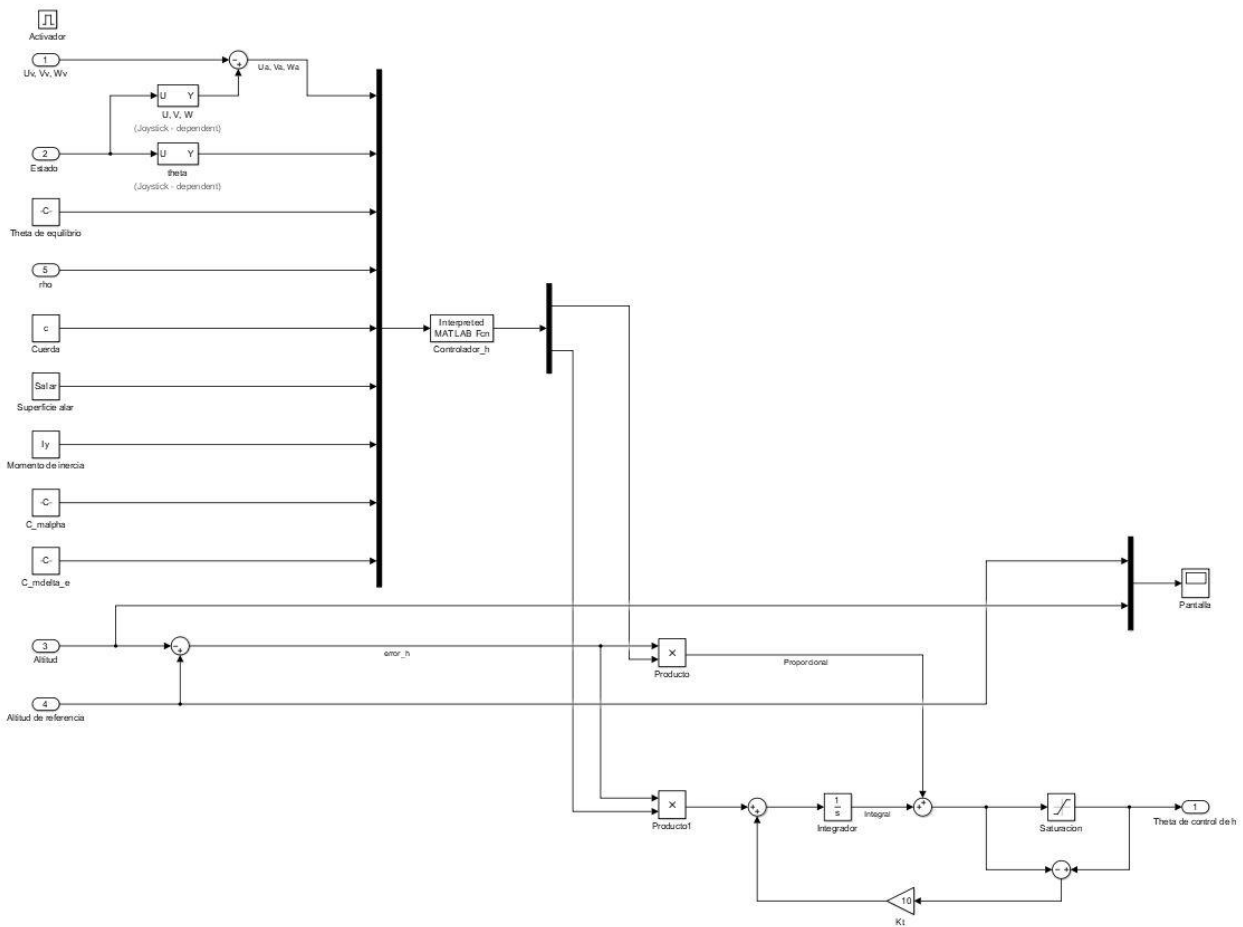 Activador
1
Uv, Vv, Wv
Ua, Va, Wa
U Y
U, V, W
(Joystick - dependent)
2
Estado
U Y
theta
(Joystick - dependent)
-C-
Theta de equilibrio
5
rho
c
Cuerda
Interpreted
MATLAB Fcn
Controlador_h
Salar
Superficie alar
Iy
Momento de inercia
-C-
C_malpha
-C-
C_mdelta_e
Pantalla
3
Altitud
error_h
×
Producto
Proporcional
4
Altitud de referencia
×
Producto1
1
s
Integrador
Integral
Saturacion
1
Theta de control de h
10
Kt